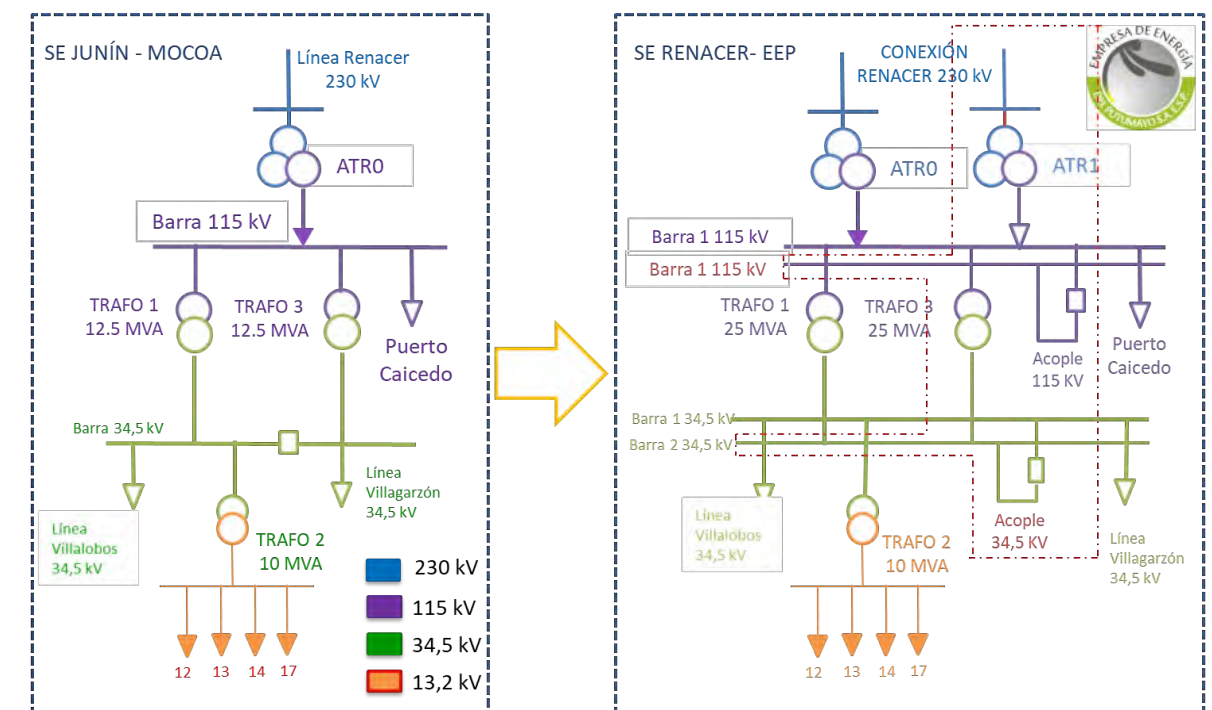 SE JUNÍN - MOCOA
Línea Renacer
230 kV
ATR0
Barra 115 kV
TRAFO 1
12.5 MVA
TRAFO 3
12.5 MVA
Puerto
Caicedo
Barra 34,5 kV
Línea
Villalobos
34,5 kV
Línea
Villagarzón
34,5 kV
TRAFO 2
10 MVA
12
13
14
17
230 kV
115 kV
34,5 kV
13,2 kV
SE RENACER- EEP
CONEXIÓN
RENACER 230 kV
EMPRESA DE ENERGÍA
PUTUMAYO S.A. E.S.P.
ATR0
ATR1
Barra 1 115 kV
Barra 1 115 kV
TRAFO 1
25 MVA
TRAFO 3
25 MVA
Acople
115 KV
Puerto
Caicedo
Barra 1 34,5 kV
Barra 2 34,5 kV
Línea
Villalobos
34,5 kV
TRAFO 2
10 MVA
Acople
34,5 KV
Línea
Villagarzón
34,5 kV
12
13
14
17